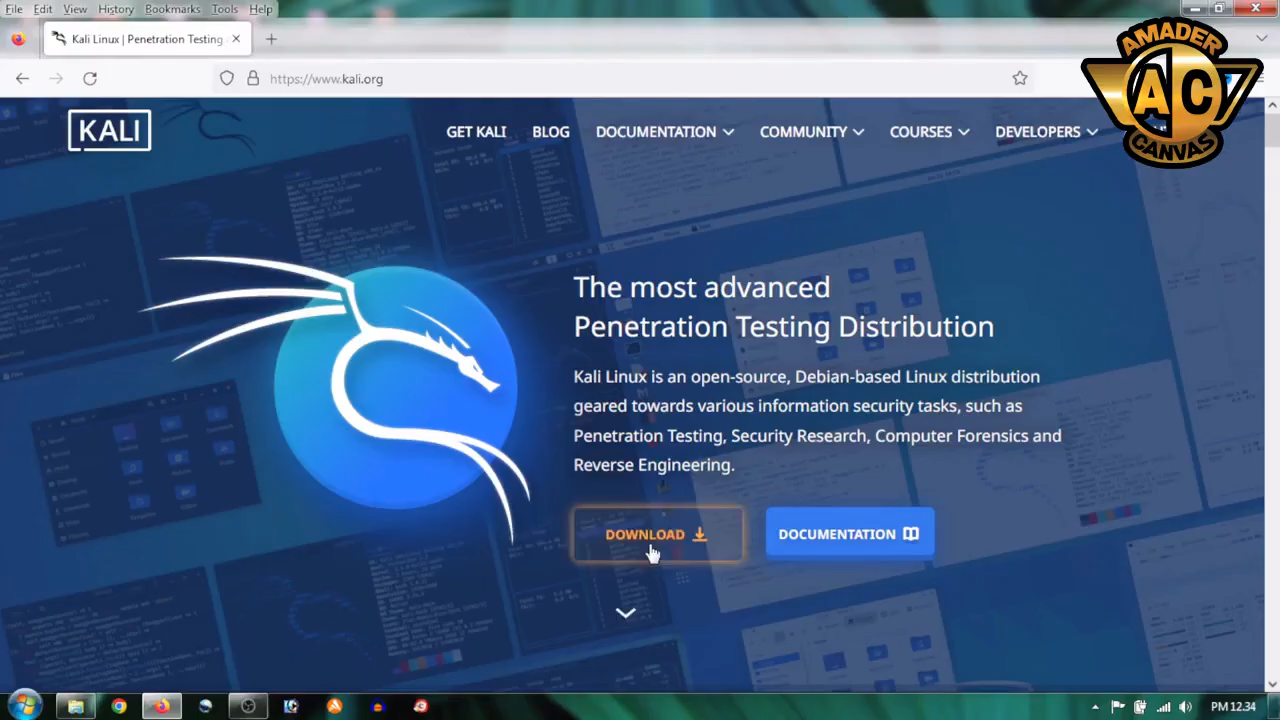 File Edit View History Bookmarks Tools Help
Kali Linux | Penetration Testing
https://www.kali.org
AMADER
AC
CANVAS
KALI
GET KALI BLOG DOCUMENTATION COMMUNITY COURSES DEVELOPERS
The most advanced
Penetration Testing Distribution
Kali Linux is an open-source, Debian-based Linux distribution
geared towards various information security tasks, such as
Penetration Testing, Security Research, Computer Forensics and
Reverse Engineering.
DOWNLOAD DOCUMENTATION
PM 12.34